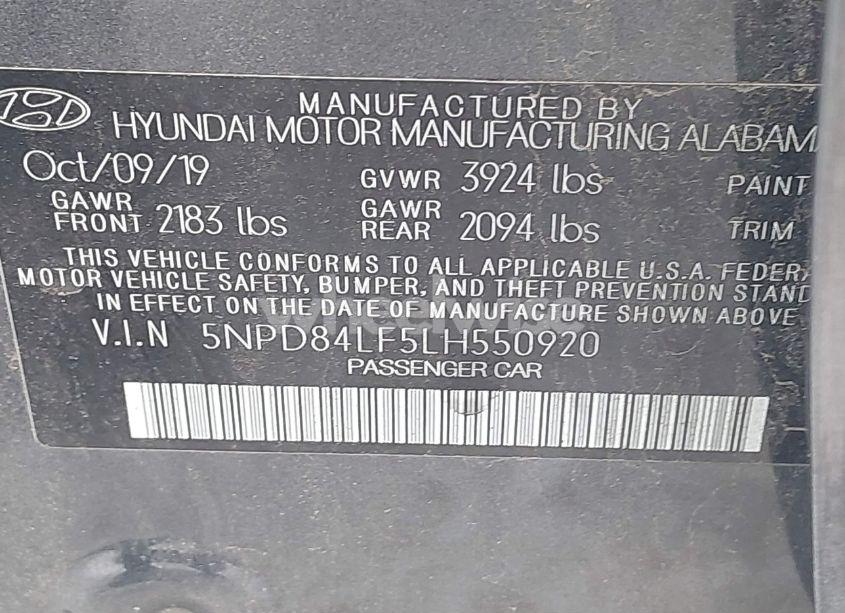 MANUFACTURED BY
HYUNDAI MOTOR MANUFACTURING ALABAM
Oct/09/19 GVWR 3924 lbs PAINT
GAWR FRONT 2183 lbs GAWR REAR 2094 lbs TRIM
THIS VEHICLE CONFORMS TO ALL APPLICABLE U.S.A. FEDER
MOTOR VEHICLE SAFETY, BUMPER, AND THEFT PREVENTION STAND
IN EFFECT ON THE DATE OF MANUFACTURE SHOWN ABOVE
V.I.N 5NPD84LF5LH550920
PASSENGER CAR